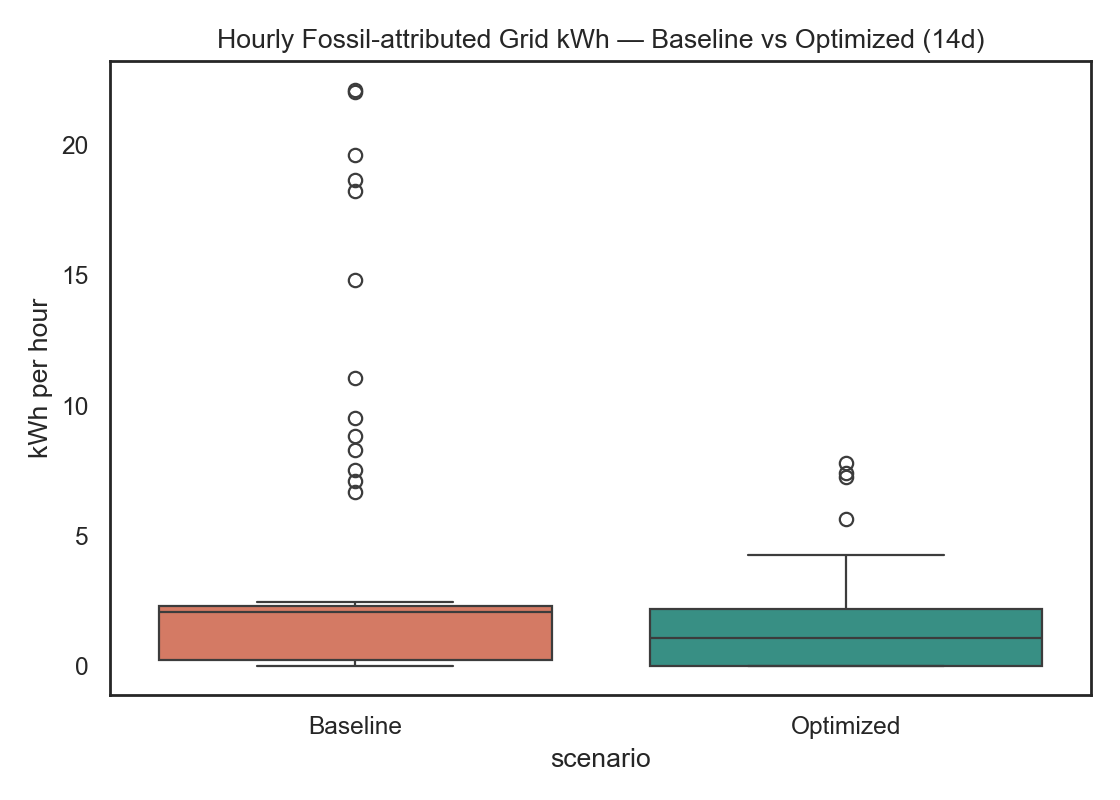 Hourly Fossil-attributed Grid kWh — Baseline vs Optimized (14d)
kWh per hour
20
15
10
5
0
Baseline
Optimized
scenario